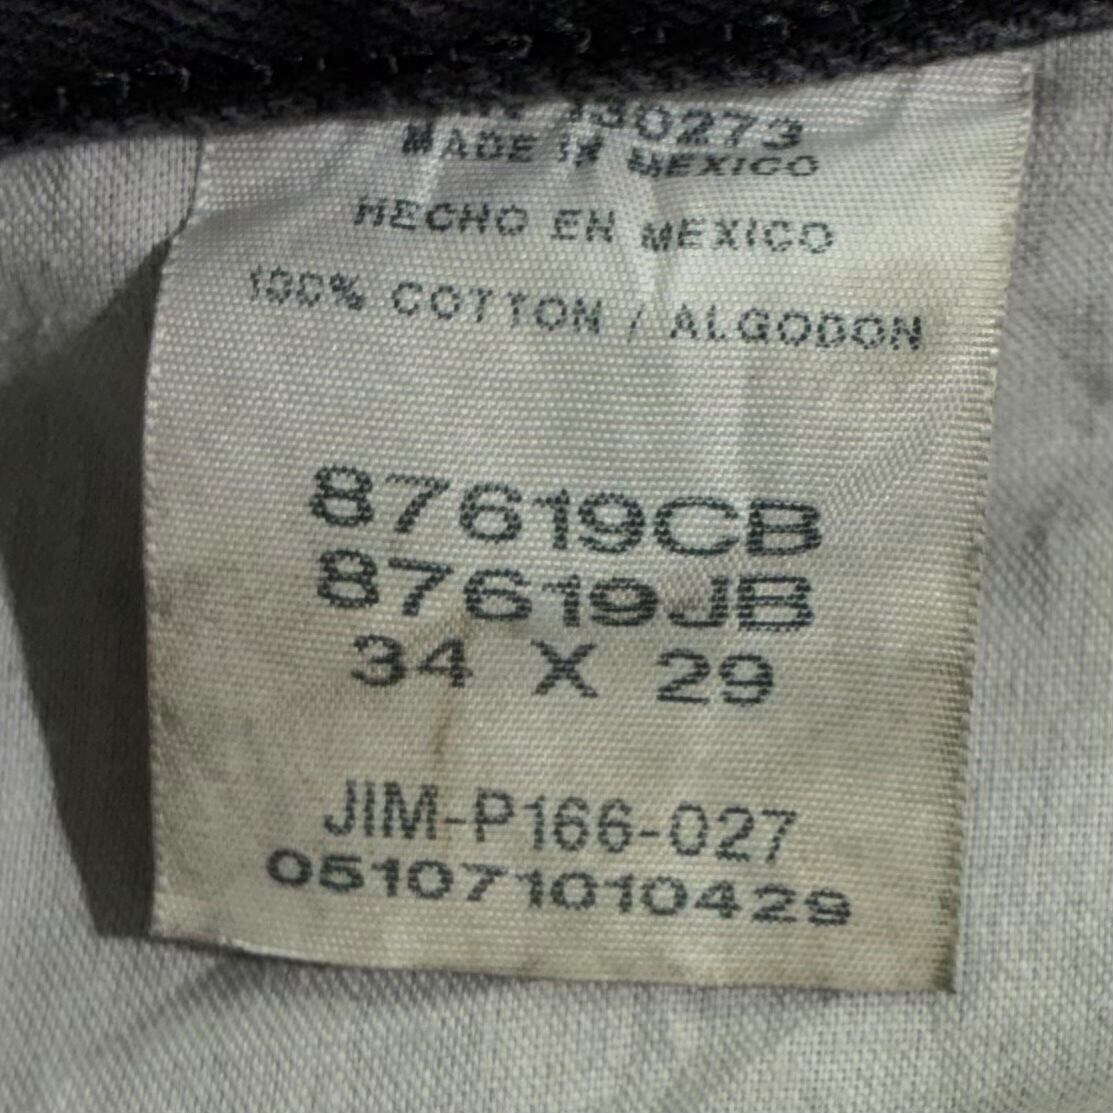 130273
MADE IN MEXICO
HECHO EN MEXICO
100% COTTON / ALGODON
87619CB
87619JB
34 X 29
JIM-P166-027
051071010429